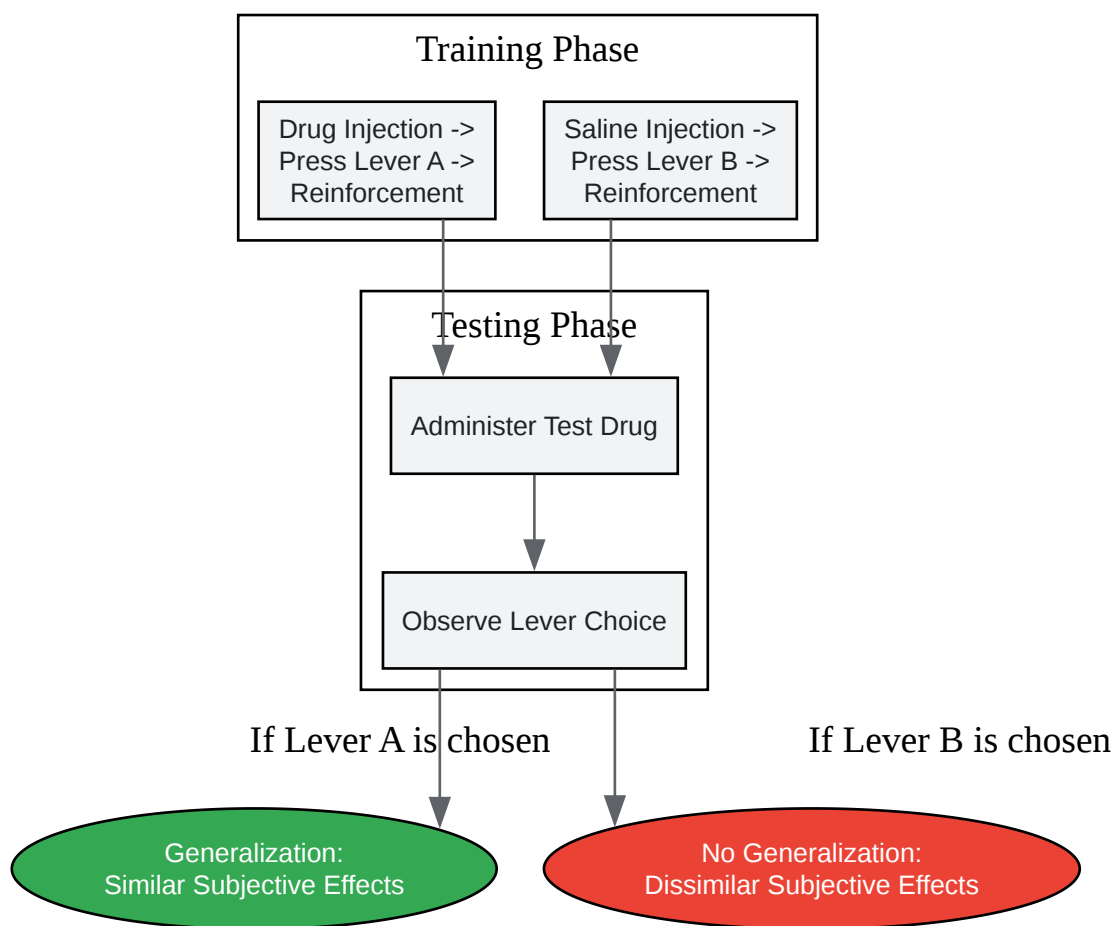 Training Phase
Drug Injection ->
Press Lever A ->
Reinforcement
Saline Injection ->
Press Lever B ->
Reinforcement
Testing Phase
Administer Test Drug
Observe Lever Choice
If Lever A is chosen
If Lever B is chosen
Generalization:
Similar Subjective Effects
No Generalization:
Dissimilar Subjective Effects